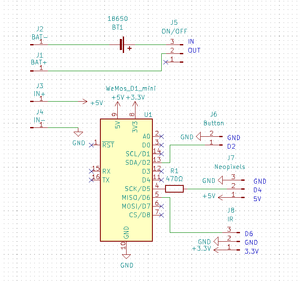 18650
BT1
J2
BAT-
J1
BAT+
J5
ON/OFF
3
IN
2
OUT
1
J3
IN+
1
+5V
J4
IN-
1
GND
WeMos_D1_mini
+5V +3.3V
U1
5V
3V3
A0
D0
SCL/D1
SDA/D2
D3
D4
SCK/D5
MISO/D6
MOSI/D7
CS/D8
RST
RX
TX
GND
GND
R1
470Ω
J6
Button
GND
2
GND
1
D2
J7
Neopixels
GND
3
GND
2
D4
+5V
1
5V
J8
IR
3
D6
GND
2
GND
+3.3V
1
3.3V